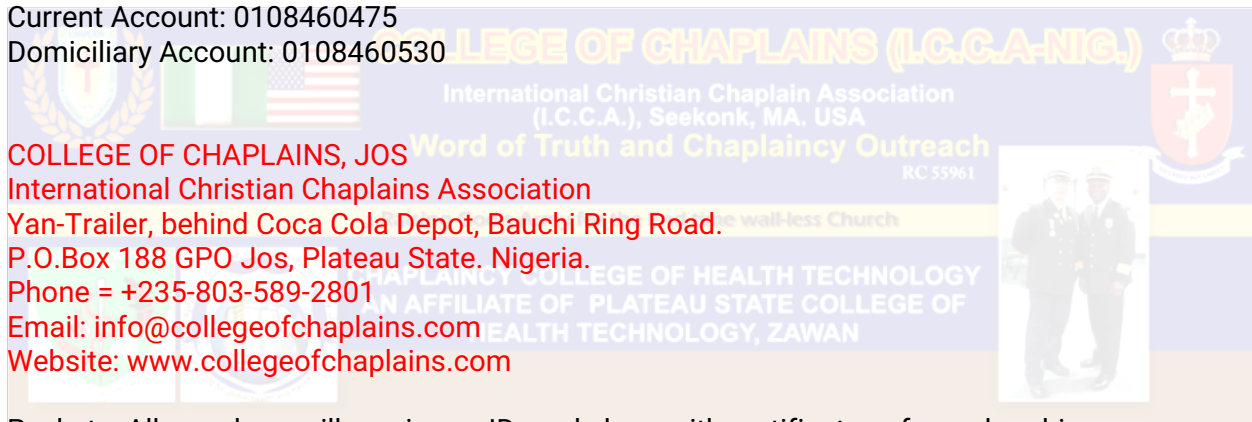 Current Account: 0108460475
Domiciliary Account: 0108460530
COLLEGE OF CHAPLAINS (I.C.C.A-NIG.)
International Christian Chaplain Association
(I.C.C.A.), Seekonk, MA. USA
Word of Truth and Chaplaincy Outreach
RC 55961
COLLEGE OF CHAPLAINS, JOS
International Christian Chaplains Association
Yan-Trailer, behind Coca Cola Depot, Bauchi Ring Road.
P.O.Box 188 GPO Jos, Plateau State. Nigeria.
Phone = +235-803-589-2801
Email: info@collegeofchaplains.com
Website: www.collegeofchaplains.com
wall-less Church
CHAPLAINCY COLLEGE OF HEALTH TECHNOLOGY
AN AFFILIATE OF PLATEAU STATE COLLEGE OF
HEALTH TECHNOLOGY, ZAWAN